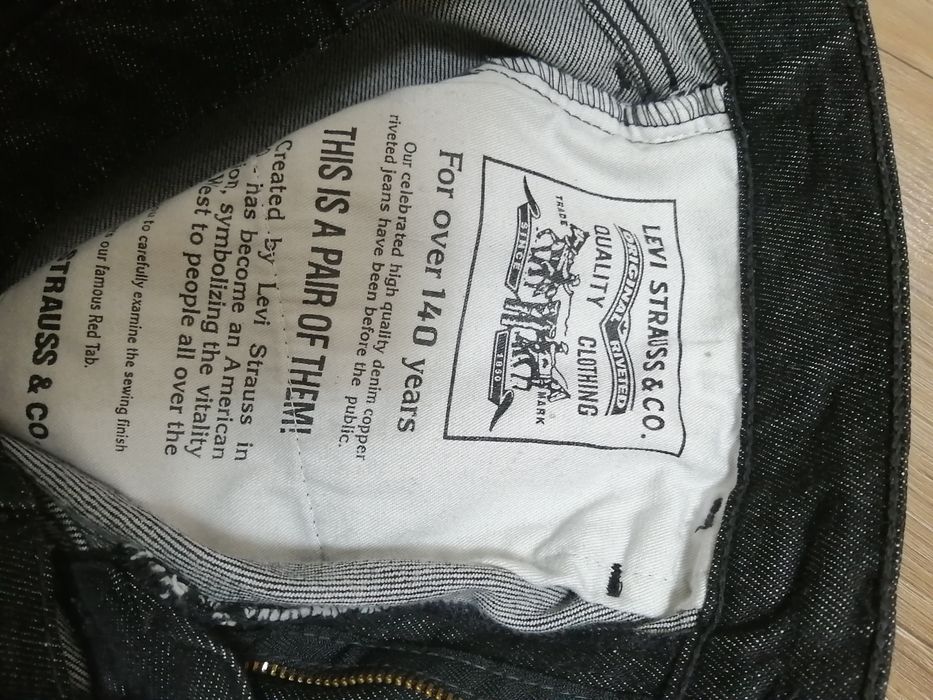 LEVI STRAUSS & CO.
ORIGINAL RIVETED
QUALITY CLOTHING
TRADE MARK
SINCE 1850
For over 140 years
Our celebrated high quality denim copper
riveted jeans have been before the public.
THIS IS A PAIR OF THEM!
Created by Levi Strauss in
- has become an American
on, symbolizing the vitality
est to people all over the
to carefully examine the sewing finish
our famous Red Tab.
STRAUSS & CO